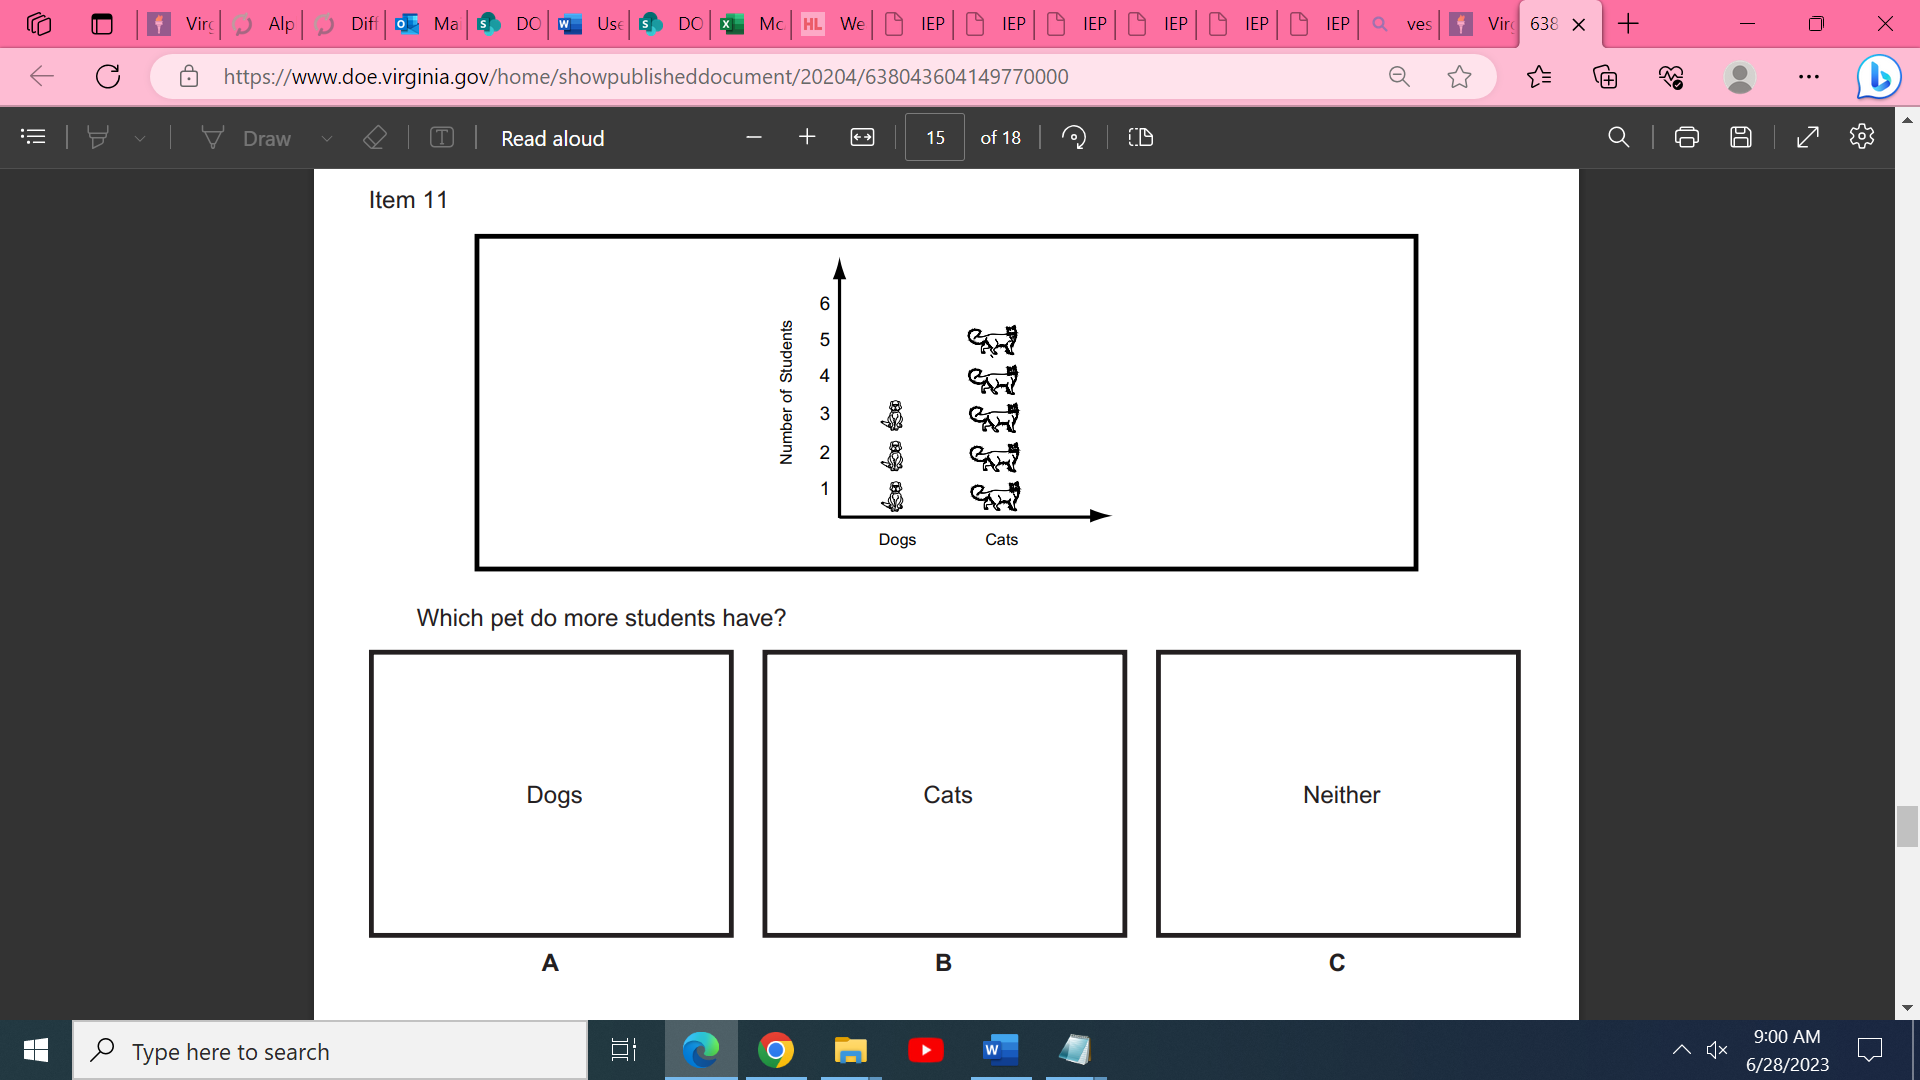 Virg
Alp
Diff
Ma
DO
Use
DO
Mc
HL
We
IEP
IEP
IEP
IEP
IEP
IEP
ves
Virg
638
https://www.doe.virginia.gov/home/showpublisheddocument/20204/638043604149770000
Draw
Read aloud
15
of 18
Item 11
Number of Students
6
5
4
3
2
1
Dogs
Cats
Which pet do more students have?
Dogs
Cats
Neither
A
B
C
Type here to search
9:00 AM
6/28/2023